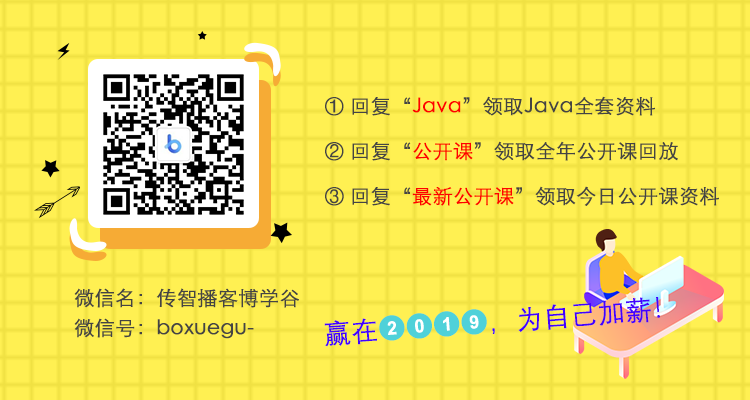 ① 回复“Java”领取Java全套资料
② 回复“公开课”领取全年公开课回放
③ 回复“最新公开课”领取今日公开课资料
微信名：传智播客博学谷
微信号：boxuegu-
赢在2019，为自己加薪！